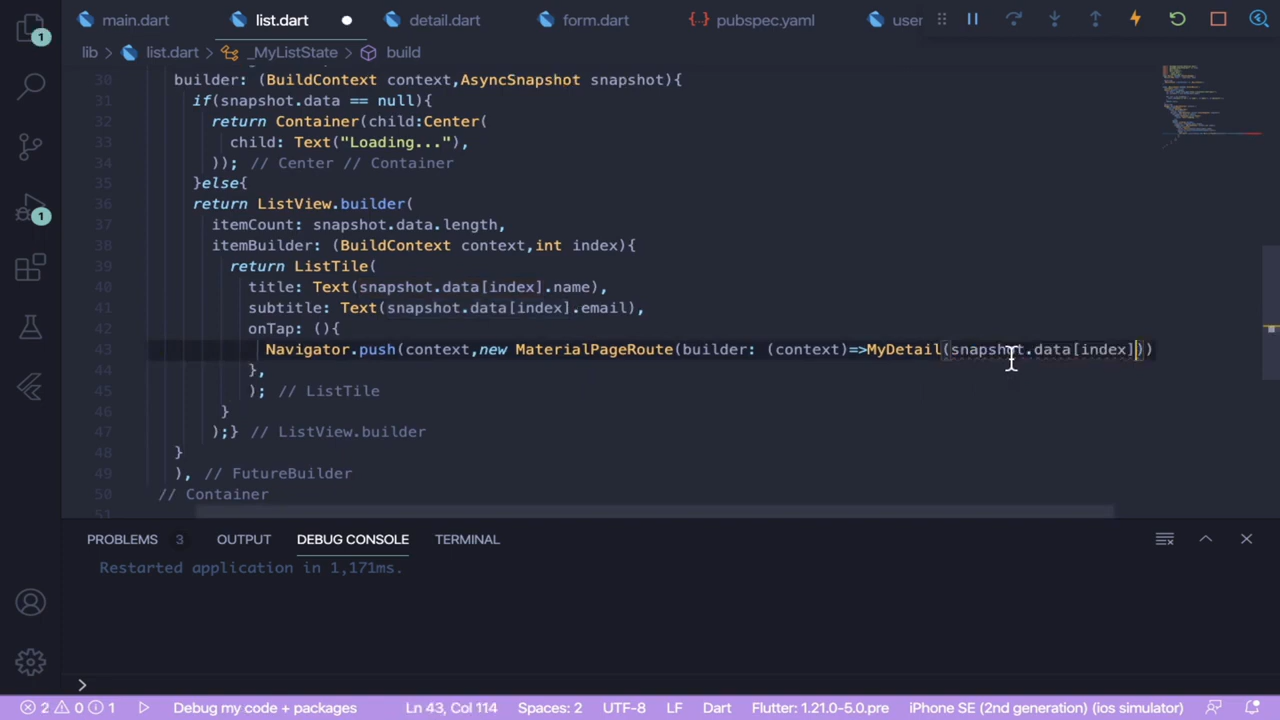 main.dart list.dart detail.dart form.dart pubspec.yaml user
lib list.dart _MyListState build
30 builder: (BuildContext context,AsyncSnapshot snapshot){
31 if(snapshot.data == null){
32 return Container(child:Center(
33 child: Text("Loading..."),
34 )); // Center // Container
35 }else{
36 return ListView.builder(
37 itemCount: snapshot.data.length,
38 itemBuilder: (BuildContext context,int index){
39 return ListTile(
40 title: Text(snapshot.data[index].name),
41 subtitle: Text(snapshot.data[index].email),
42 onTap: (){
43 Navigator.push(context,new MaterialPageRoute(builder: (context)=>MyDetail(snapshot.data[index]))
44 },
45 ); // ListTile
46 }
47 );} // ListView.builder
48 }
49 ), // FutureBuilder
50 // Container
51
PROBLEMS 3 OUTPUT DEBUG CONSOLE TERMINAL
Restarted application in 1,171ms.
>
2 0 1 Debug my code + packages Ln 43, Col 114 Spaces: 2 UTF-8 LF Dart Flutter: 1.21.0-5.0.pre iPhone SE (2nd generation) (ios simulator)
1
1